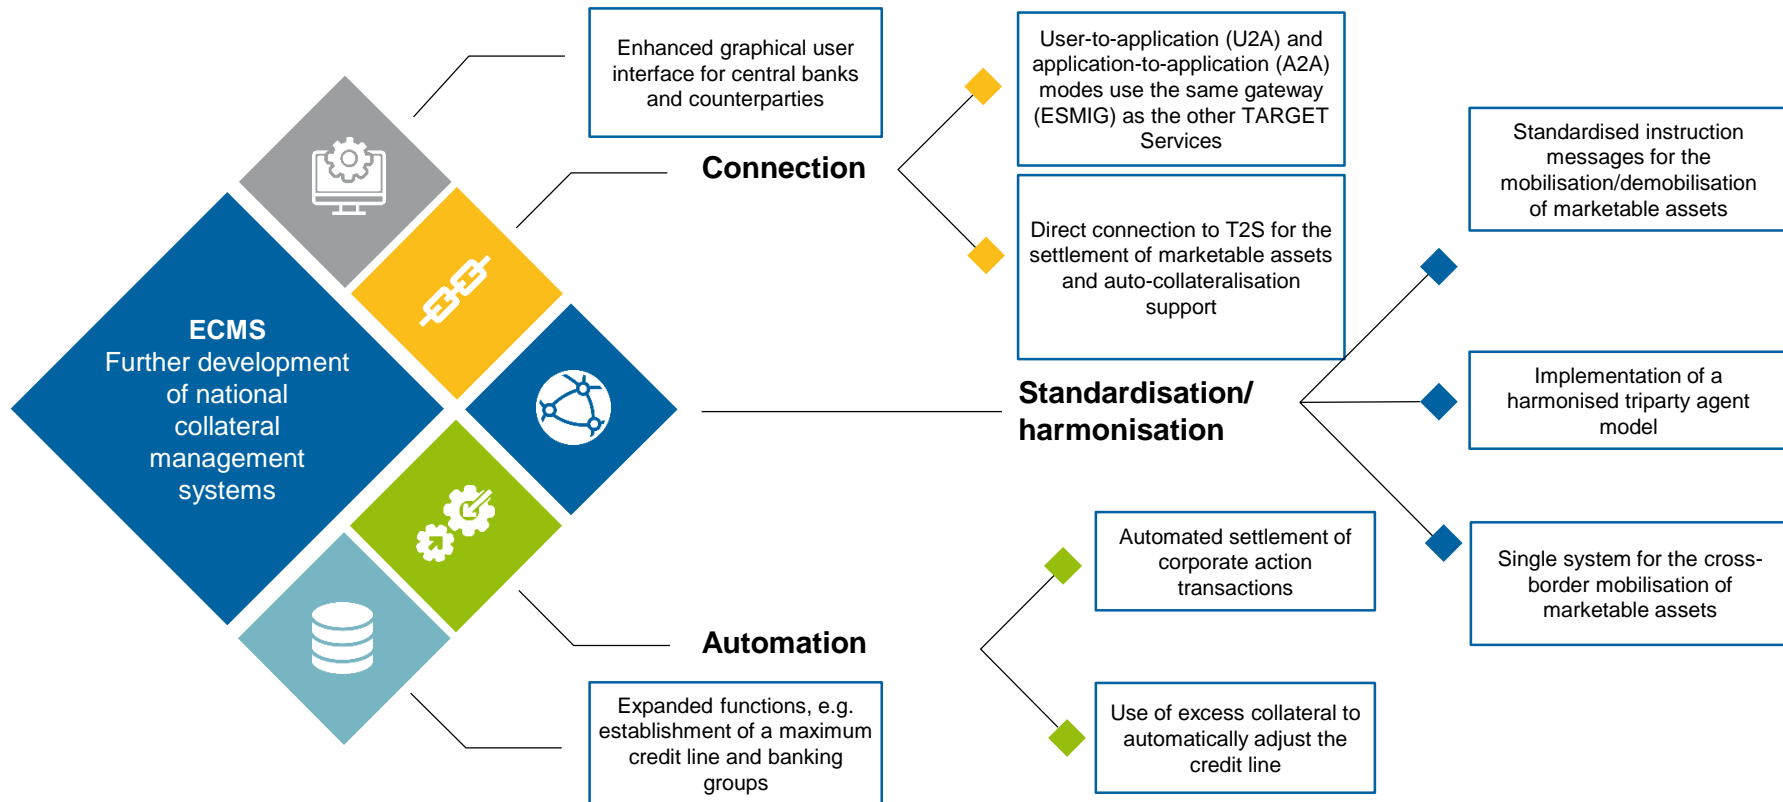 Enhanced graphical user
interface for central banks
and counterparties
User-to-application (U2A) and
application-to-application (A2A)
modes use the same gateway
(ESMIG) as the other TARGET
Services
Connection
Direct connection to T2S for the
settlement of marketable assets
and auto-collateralisation
support
Standardised instruction
messages for the
mobilisation/demobilisation
of marketable assets
ECMS
Further development
of national
collateral
management
systems
Standardisation/
harmonisation
Implementation of a
harmonised triparty agent
model
Single system for the cross-
border mobilisation of
marketable assets
Automated settlement of
corporate action
transactions
Automation
Use of excess collateral to
automatically adjust the
credit line
Expanded functions, e.g.
establishment of a maximum
credit line and banking
groups